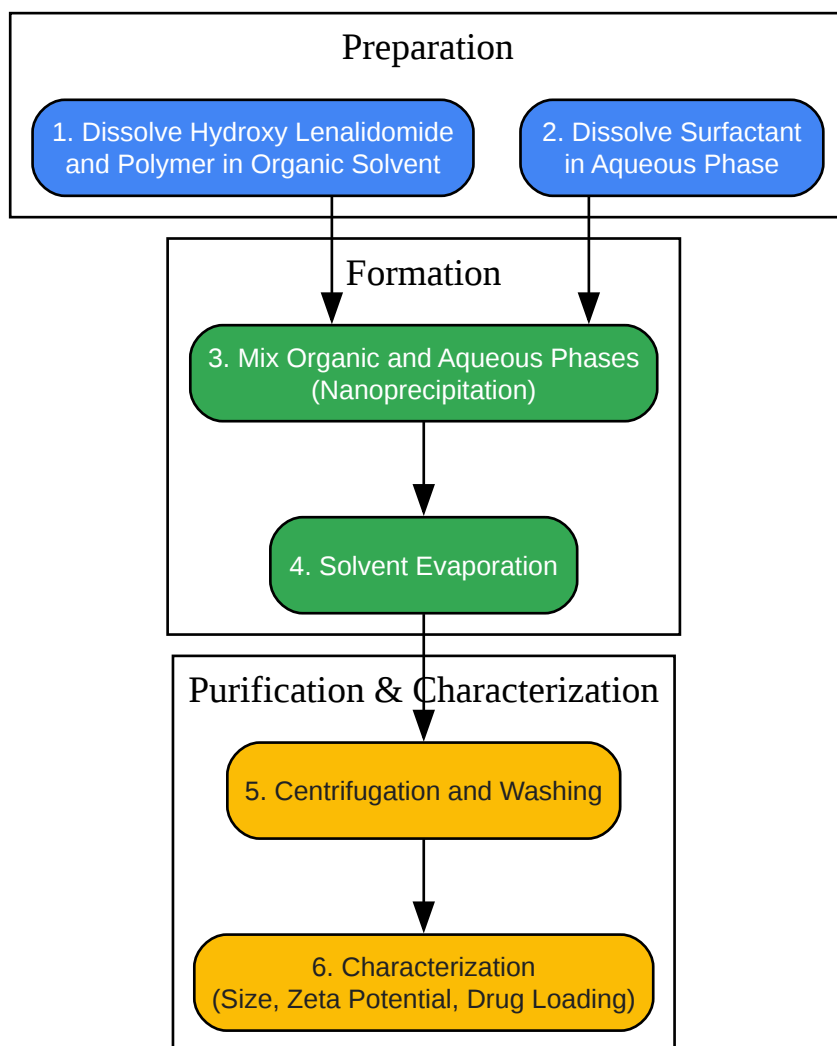 Preparation
1. Dissolve Hydroxy Lenalidomide
and Polymer in Organic Solvent
2. Dissolve Surfactant
in Aqueous Phase
Formation
3. Mix Organic and Aqueous Phases
(Nanoprecipitation)
4. Solvent Evaporation
Purification & Characterization
5. Centrifugation and Washing
6. Characterization
(Size, Zeta Potential, Drug Loading)